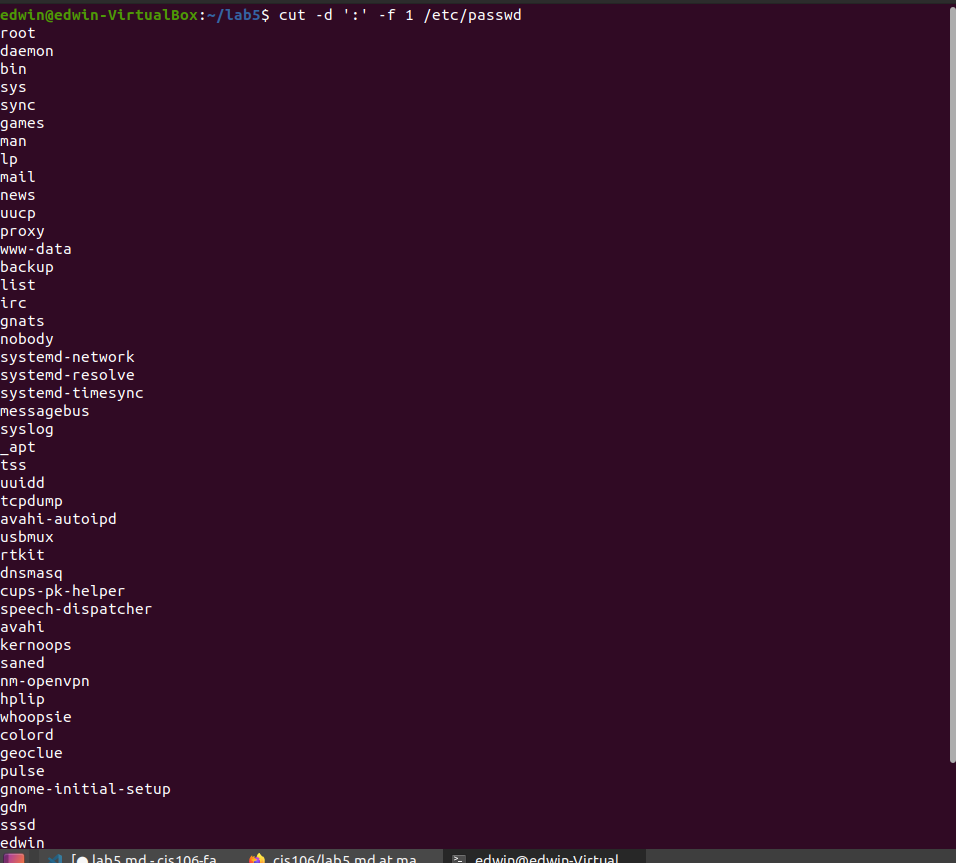 edwin@edwin-VirtualBox:~/lab5$ cut -d ':' -f 1 /etc/passwd
root
daemon
bin
sys
sync
games
man
lp
mail
news
uucp
proxy
www-data
backup
list
irc
gnats
nobody
systemd-network
systemd-resolve
systemd-timesync
messagebus
syslog
_apt
tss
uuidd
tcpdump
avahi-autoipd
usbmux
rtkit
dnsmasq
cups-pk-helper
speech-dispatcher
avahi
kernoops
saned
nm-openvpn
hplip
whoopsie
colord
geoclue
pulse
gnome-initial-setup
gdm
sssd
edwin
[● lab5.md - cis106-fa... cis106/lab5.md at ma... edwin@edwin-Virtual...